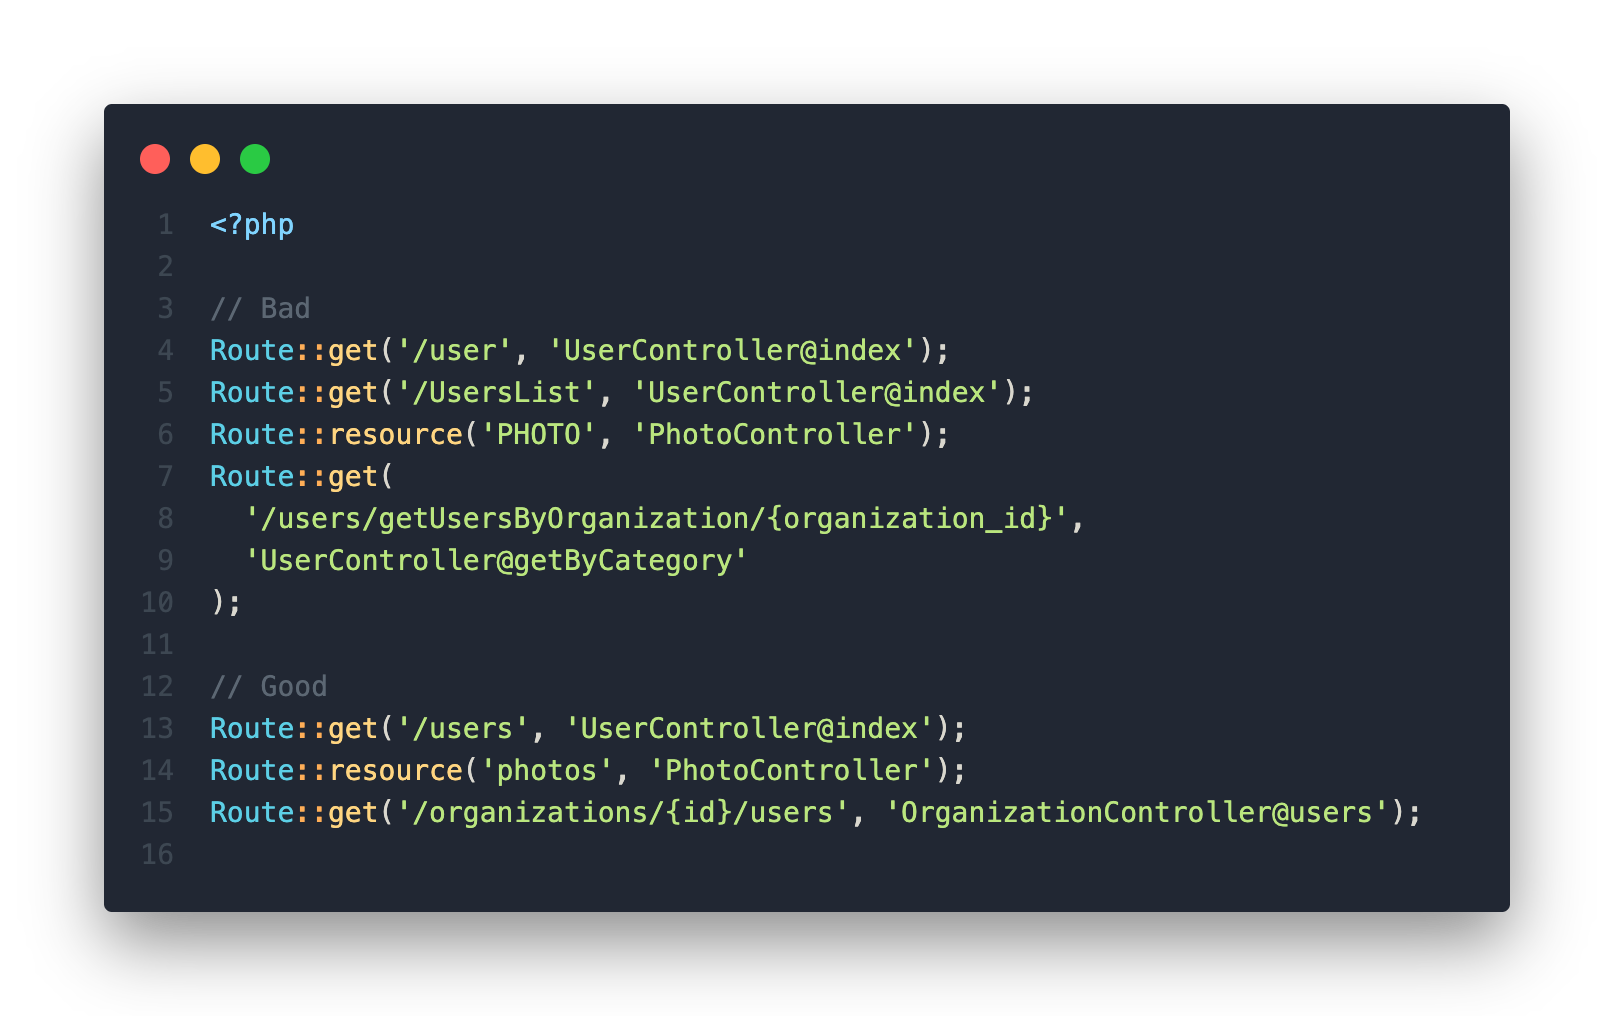 1 <?php
2
3 // Bad
4 Route::get('/user', 'UserController@index');
5 Route::get('/UsersList', 'UserController@index');
6 Route::resource('PHOTO', 'PhotoController');
7 Route::get(
8   '/users/getUsersByOrganization/{organization_id}',
9   'UserController@getByCategory'
10 );
11
12 // Good
13 Route::get('/users', 'UserController@index');
14 Route::resource('photos', 'PhotoController');
15 Route::get('/organizations/{id}/users', 'OrganizationController@users');
16